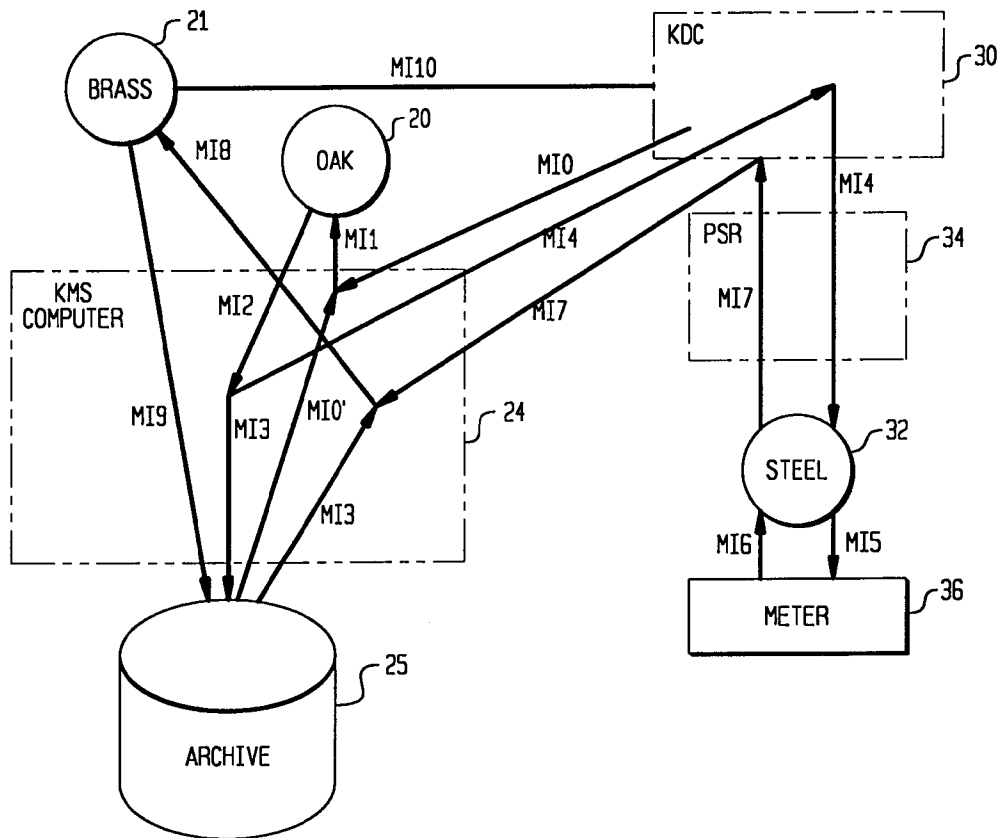 21
KDC
30
BRASS
MI10
20
OAK
MI8
MI0
MI4
MI1
MI4
PSR
34
KMS
COMPUTER
MI2
MI7
MI7
MI9
MI3
MI0'
24
32
STEEL
MI3
MI6
MI5
METER
36
25
ARCHIVE